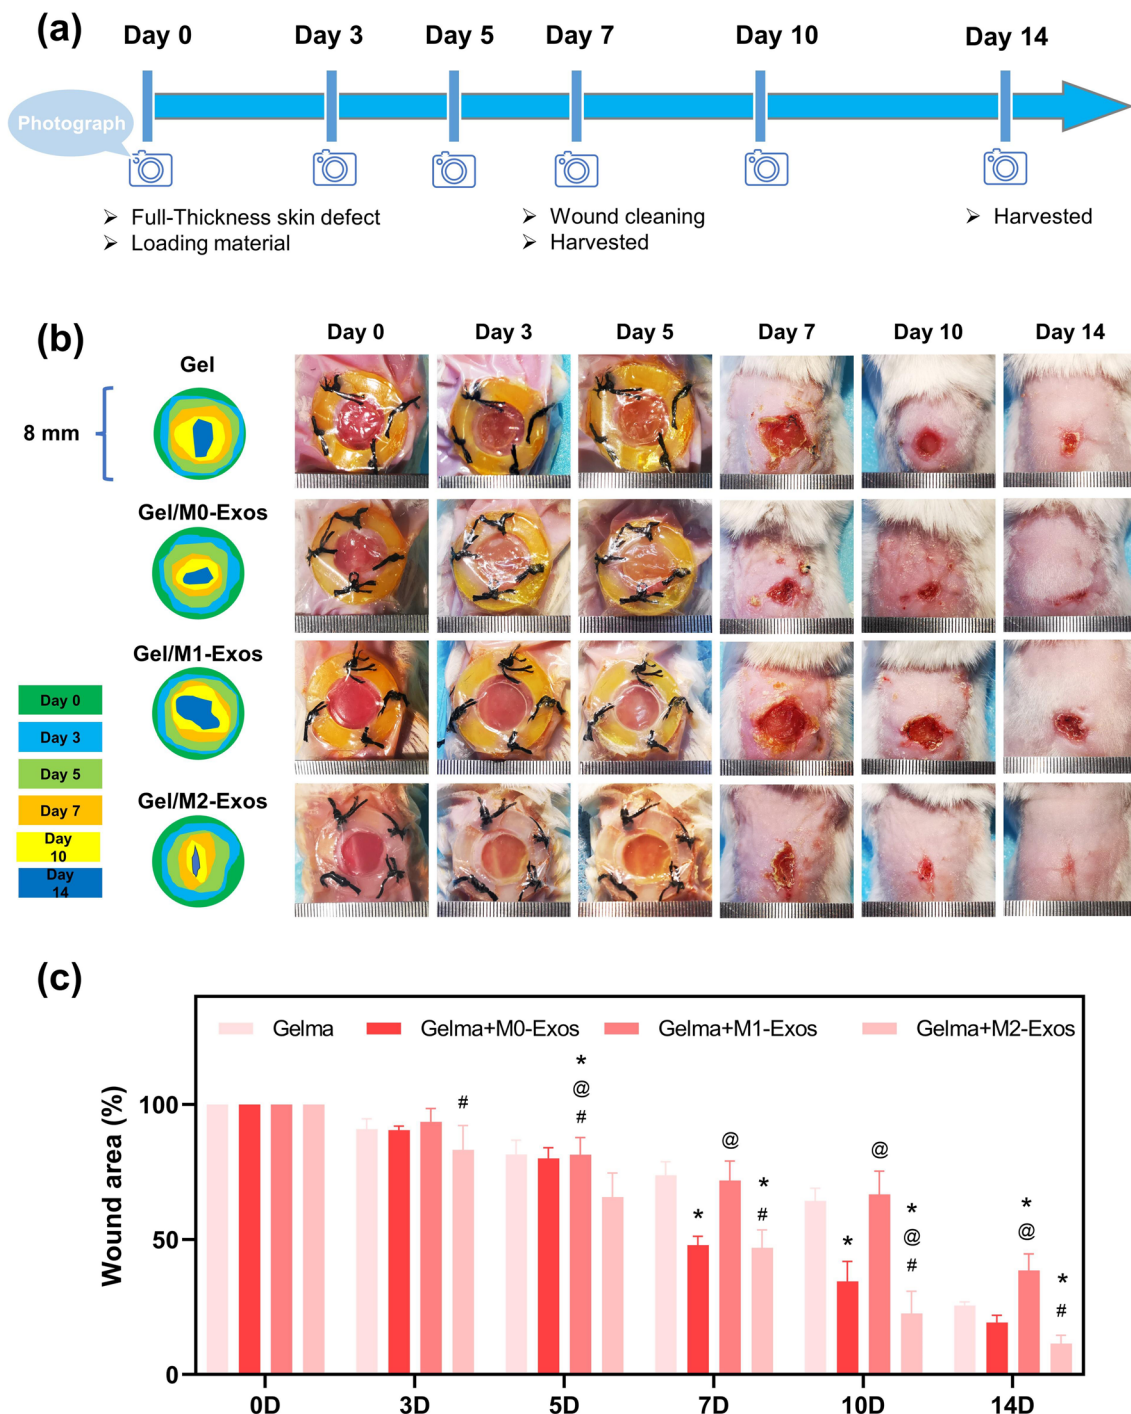 (a)
Day 0 Day 3 Day 5 Day 7 Day 10 Day 14
Photograph
➢ Full-Thickness skin defect
➢ Loading material
➢ Wound cleaning
➢ Harvested
➢ Harvested
(b)
Day 0 Day 3 Day 5 Day 7 Day 10 Day 14
Gel
8 mm
Gel/M0-Exos
Gel/M1-Exos
Gel/M2-Exos
Day 0
Day 3
Day 5
Day 7
Day
10
Day
14
(c)
Gelma Gelma+M0-Exos Gelma+M1-Exos Gelma+M2-Exos
Wound area (%)
100
50
0
#
*
@
#
*
@
*
#
*
@
*
@
#
*
@
*
#
0D 3D 5D 7D 10D 14D